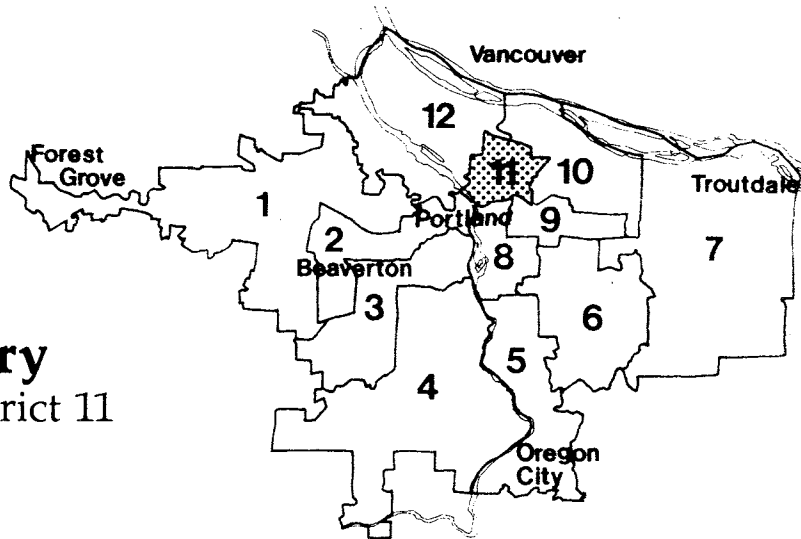 Vancouver
12
Forest
Grove
11
10
Troutdale
1
Portland
9
2
7
8
Beaverton
3
6
5
ry
4
rict 11
Oregon
City